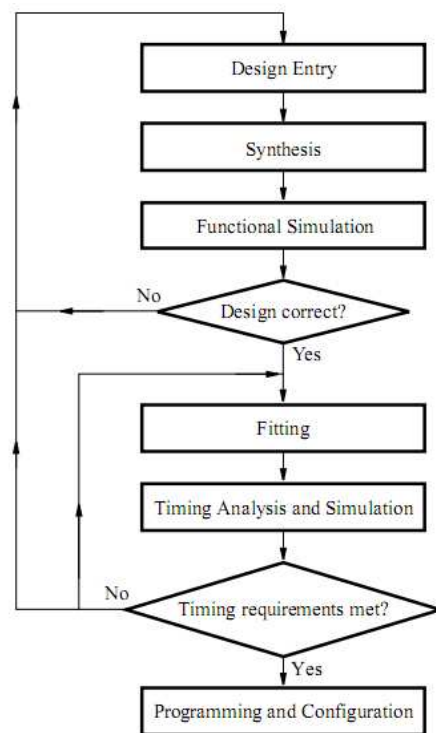 Design Entry
Synthesis
Functional Simulation
No
Design correct?
Yes
Fitting
Timing Analysis and Simulation
No
Timing requirements met?
Yes
Programming and Configuration